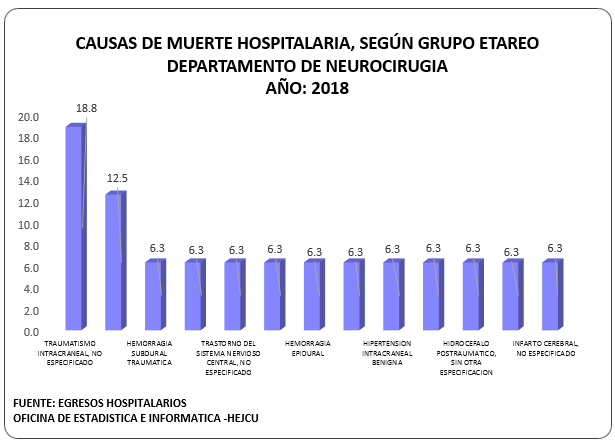 CAUSAS DE MUERTE HOSPITALARIA, SEGÚN GRUPO ETAREO
DEPARTAMENTO DE NEUROCIRUGIA
AÑO: 2018
20.0
18.0
16.0
14.0
12.0
10.0
8.0
6.0
4.0
2.0
0.0
18.8
12.5
6.3
6.3
6.3
6.3
6.3
6.3
6.3
6.3
6.3
6.3
6.3
TRAUMATISMO
INTRACRANEAL, NO
ESPECIFICADO
HEMORRAGIA
SUBDURAL
TRAUMATICA
TRASTORNO DEL
SISTEMA NERVIOSO
CENTRAL, NO
ESPECIFICADO
HEMORRAGIA
EPIDURAL
HIPERTENSION
INTRACRANEAL
BENIGNA
HIDROCEFALO
POSTRAUMATICO,
SIN OTRA
ESPECIFICACION
INFARTO CEREBRAL,
NO ESPECIFICADO
FUENTE: EGRESOS HOSPITALARIOS
OFICINA DE ESTADISTICA E INFORMATICA -HEJCU